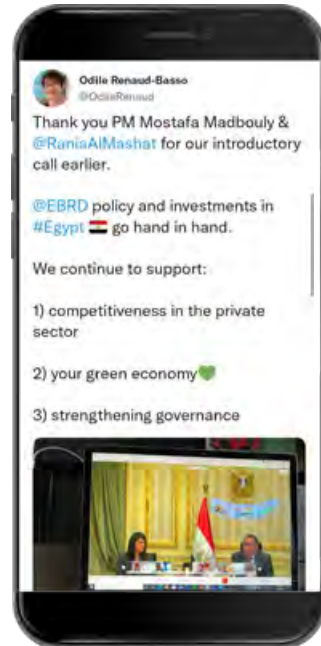 Odile Renaud-Basso
@OdileRenaud
Thank you PM Mostafa Madbouly &
@RaniaAlMashat for our introductory
call earlier.
@EBRD policy and investments in
#Egypt 🇪🇬 go hand in hand.
We continue to support:
1) competitiveness in the private
sector
2) your green economy💚
3) strengthening governance